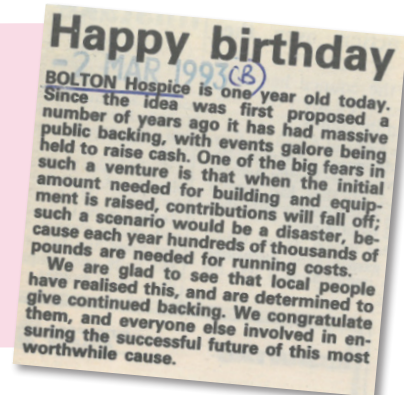 Happy birthday
-2 MAR 1993 (B)
BOLTON Hospice is one year old today.
Since the idea was first proposed a
number of years ago it has had massive
public backing, with events galore being
held to raise cash. One of the big fears in
such a venture is that when the initial
amount needed for building and equip-
ment is raised, contributions will fall off;
such a scenario would be a disaster, be-
cause each year hundreds of thousands of
pounds are needed for running costs.
We are glad to see that local people
have realised this, and are determined to
give continued backing. We congratulate
them, and everyone else involved in en-
suring the successful future of this most
worthwhile cause.